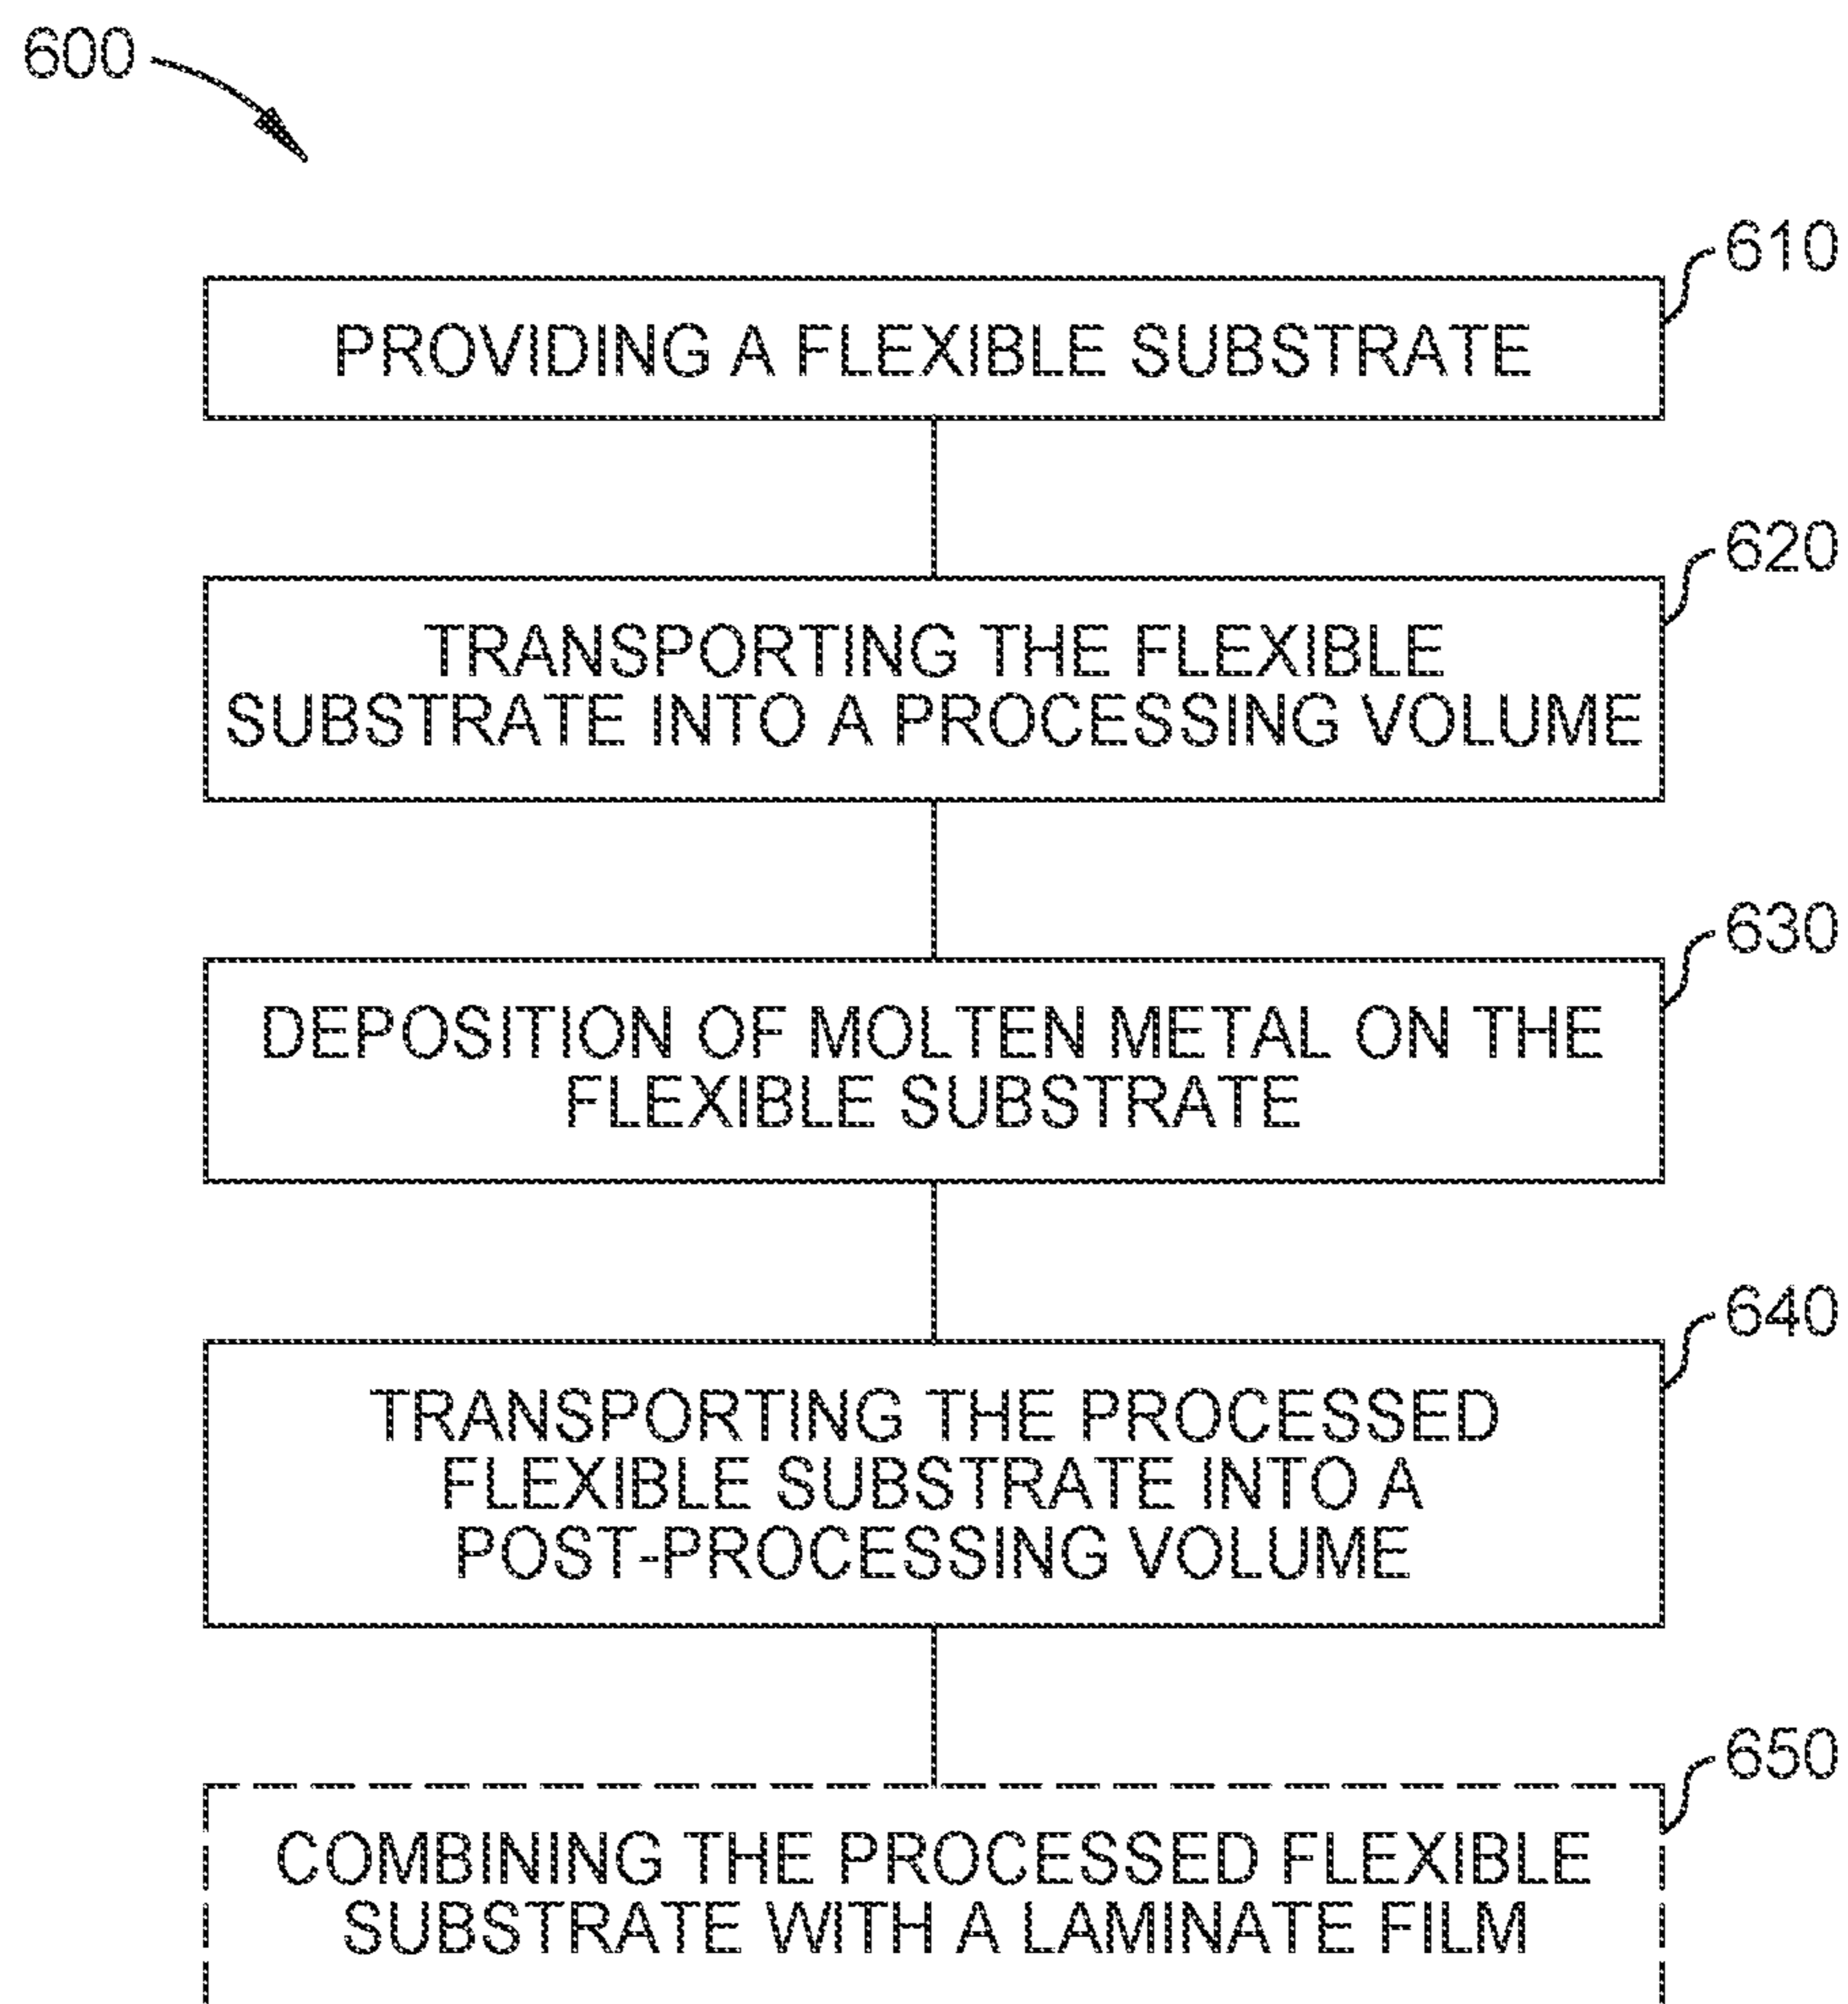 600
610
PROVIDING A FLEXIBLE SUBSTRATE
620
TRANSPORTING THE FLEXIBLE
SUBSTRATE INTO A PROCESSING VOLUME
630
DEPOSITION OF MOLTEN METAL ON THE
FLEXIBLE SUBSTRATE
640
TRANSPORTING THE PROCESSED
FLEXIBLE SUBSTRATE INTO A
POST-PROCESSING VOLUME
650
COMBINING THE PROCESSED FLEXIBLE
SUBSTRATE WITH A LAMINATE FILM